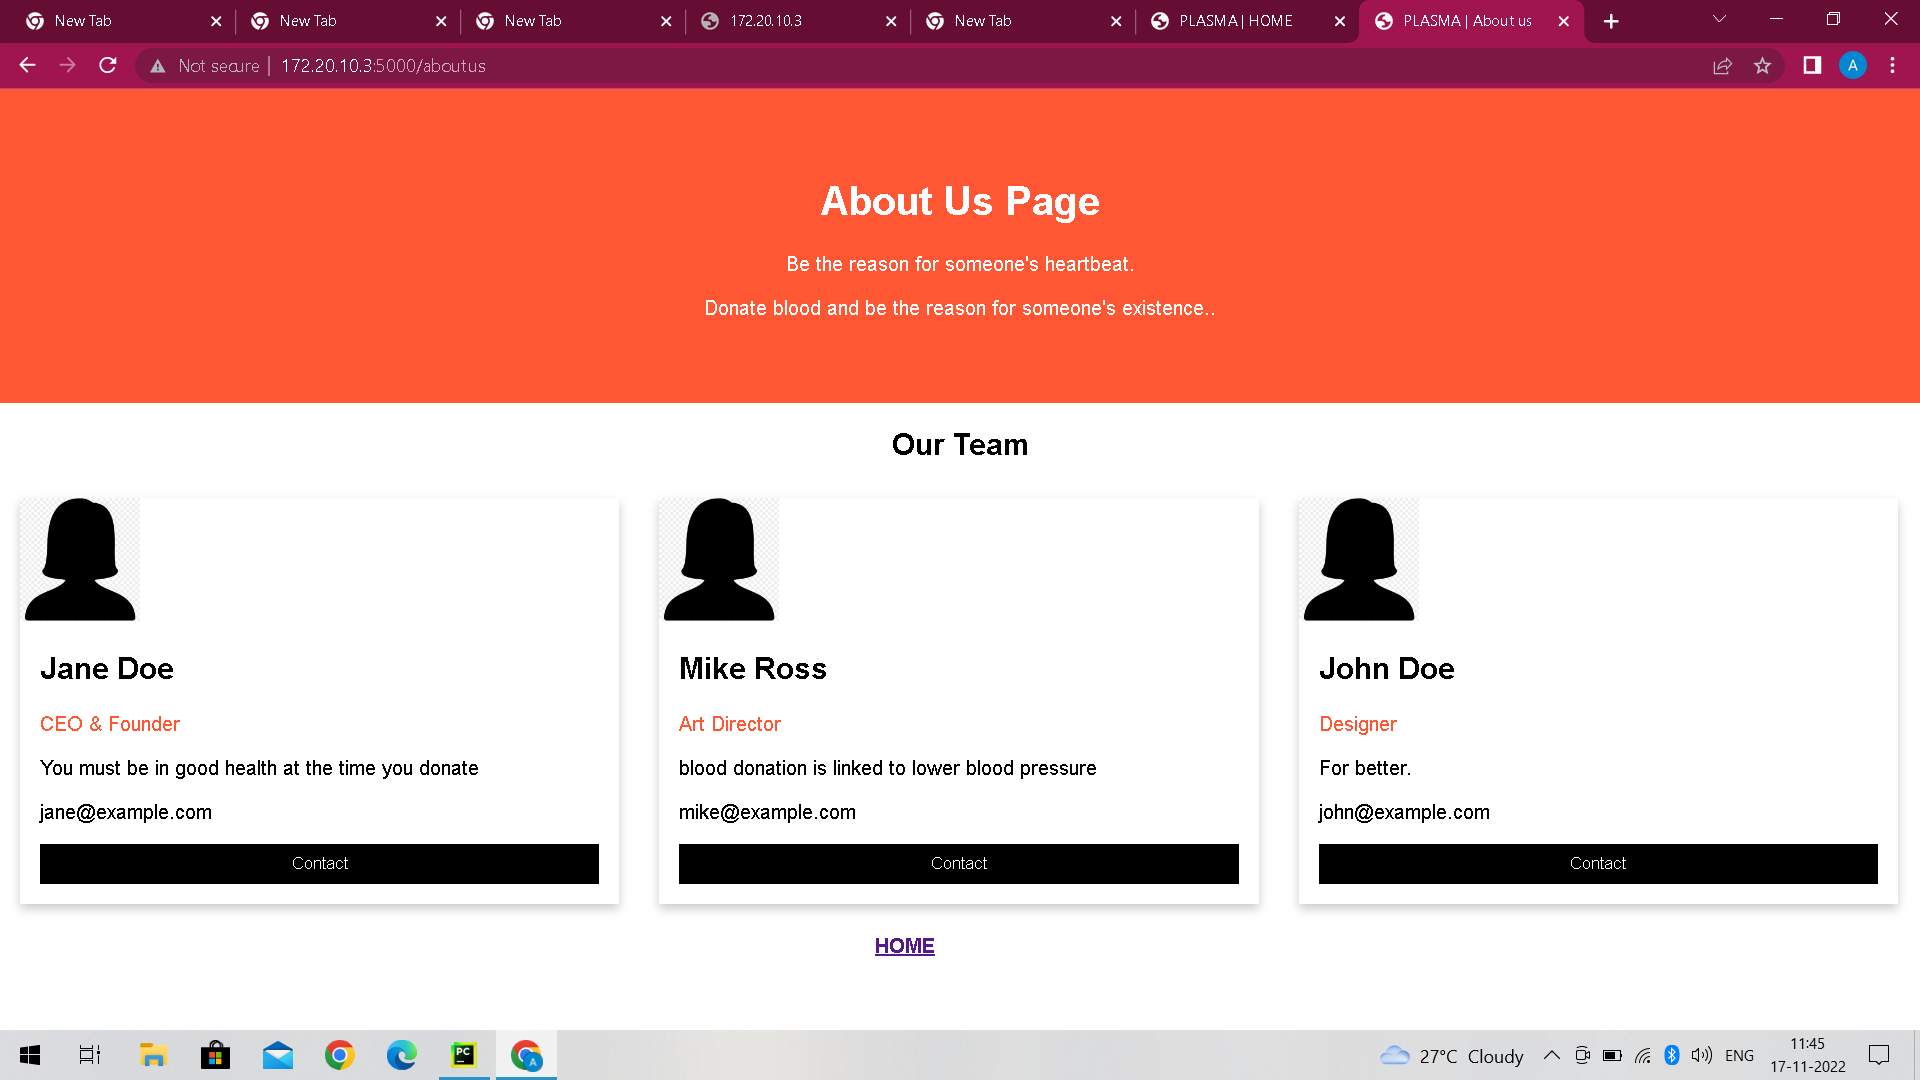 New Tab
New Tab
New Tab
172.20.10.3
New Tab
PLASMA | HOME
PLASMA | About us
Not secure
172.20.10.3:5000/aboutus
A
About Us Page
Be the reason for someone's heartbeat.
Donate blood and be the reason for someone's existence..
Our Team
Jane Doe
CEO & Founder
You must be in good health at the time you donate
jane@example.com
Contact
Mike Ross
Art Director
blood donation is linked to lower blood pressure
mike@example.com
Contact
John Doe
Designer
For better.
john@example.com
Contact
HOME
PC
A
27°C Cloudy
ENG
11:45
17-11-2022